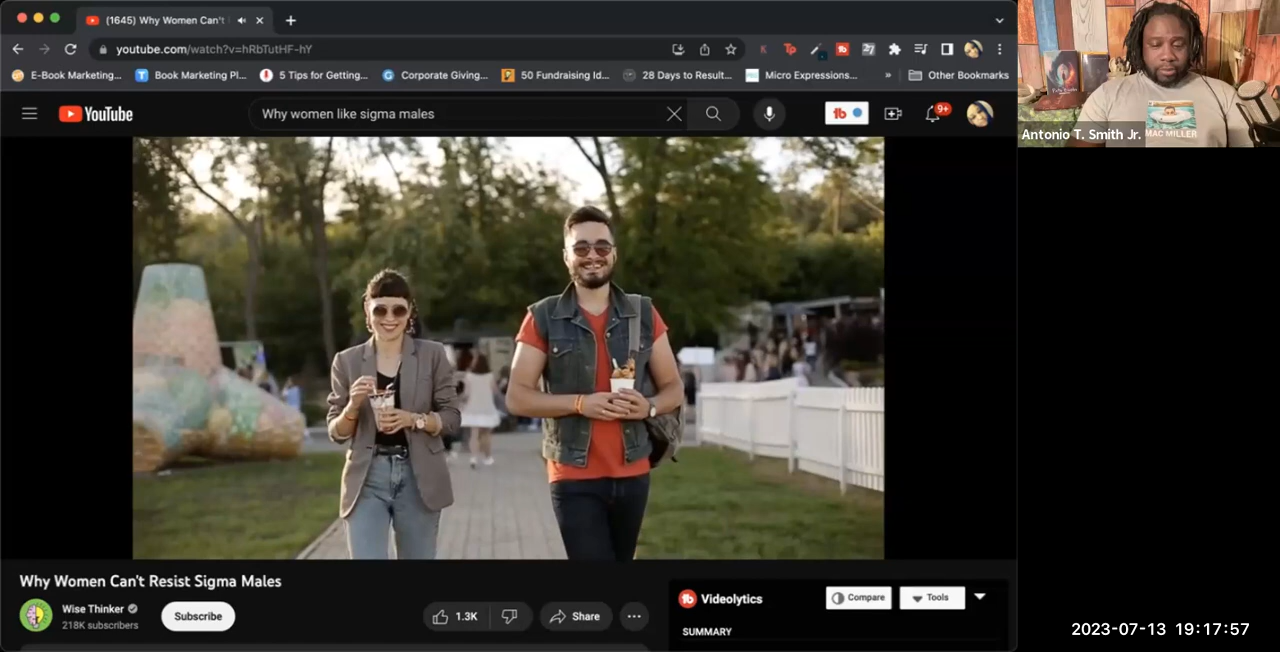 (1645) Why Women Can't
youtube.com/watch?v=hRbTutHF-hY
E-Book Marketing...
Book Marketing Pl...
5 Tips for Getting...
Corporate Giving...
50 Fundraising Id...
28 Days to Result...
Micro Expressions...
»
Other Bookmarks
YouTube
Why women like sigma males
9+
Antonio T. Smith Jr.
MAC MILLER
Why Women Can't Resist Sigma Males
Wise Thinker
218K subscribers
Subscribe
1.3K
Share
Videolytics
Compare
Tools
SUMMARY
2023-07-13 19:17:57